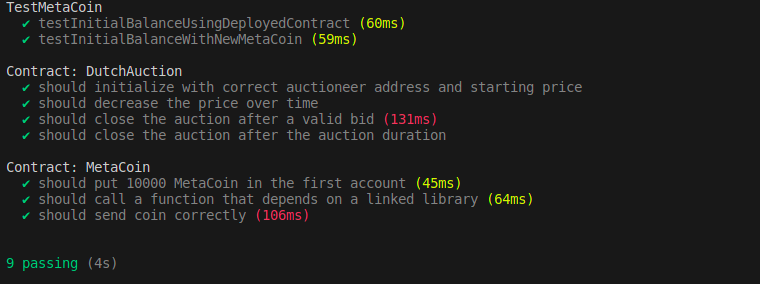 TestMetaCoin
✔ testInitialBalanceUsingDeployedContract (60ms)
✔ testInitialBalanceWithNewMetaCoin (59ms)
Contract: DutchAuction
✔ should initialize with correct auctioneer address and starting price
✔ should decrease the price over time
✔ should close the auction after a valid bid (131ms)
✔ should close the auction after the auction duration
Contract: MetaCoin
✔ should put 10000 MetaCoin in the first account (45ms)
✔ should call a function that depends on a linked library (64ms)
✔ should send coin correctly (106ms)
9 passing (4s)